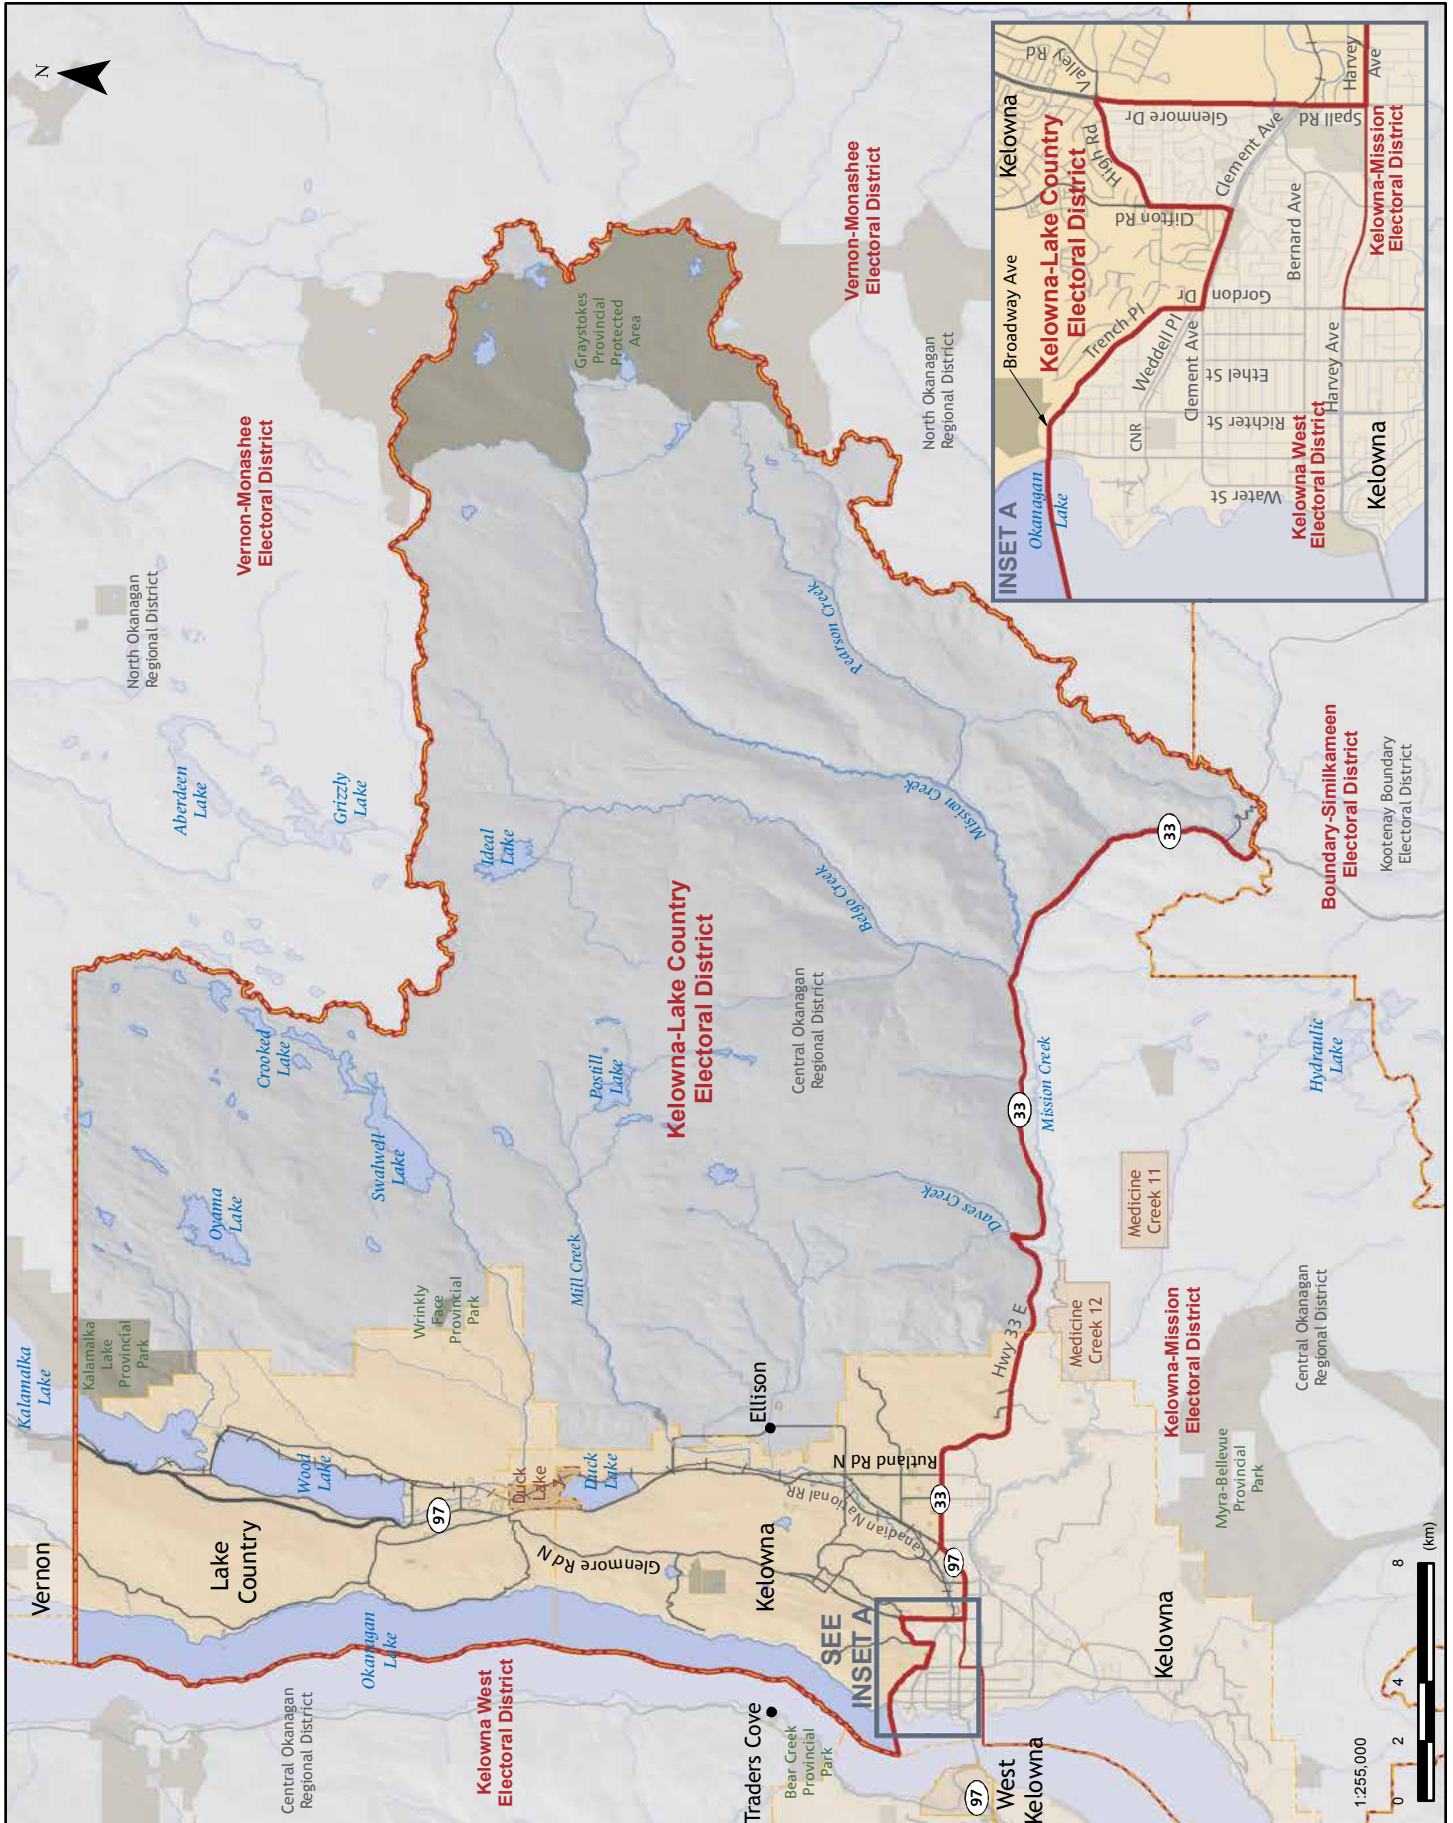 N
Vernon
Kalamalka
Lake
Kalamalka
Lake
Provincial
Park
Lake
Country
Oyama
Lake
Crooked
Lake
Aberdeen
Lake
North Okanagan
Regional District
Vernon-Monashee
Electoral District
Grizzly
Lake
Central Okanagan
Regional District
Okanagan
Lake
Wood
Lake
Swalwell
Lake
97
Wrinkly
Face
Provincial
Park
Kelowna West
Electoral District
Ideal
Lake
Duck
Lake
Glenmore Rd N
Duck
Lake
Mill Creek
Postill
Lake
Graystokes
Provincial
Protected
Area
Kelowna-Lake Country
Electoral District
Traders Cove
Bear Creek
Provincial
Park
Kelowna
Ellison
Canadian National RR
Central Okanagan
Regional District
Belgo Creek
Pearson Creek
Vernon-Monashee
Electoral District
North Okanagan
Regional District
SEE
INSET A
Rutland Rd N
Daves Creek
Mission Creek
33
97
97
West
Kelowna
Hwy 33 E
33
Mission Creek
33
Medicine
Creek 12
Medicine
Creek 11
Kelowna
Kelowna-Mission
Electoral District
Myra-Bellevue
Provincial
Park
Central Okanagan
Regional District
Hydraulic
Lake
Boundary-Similkameen
Electoral District
Kootenay Boundary
Electoral District
1:255,000
0
2
4
8
(km)
INSET A
Okanagan
Lake
Broadway Ave
Kelowna
Kelowna-Lake Country
Electoral District
Valley Rd
High Rd
Trench Pl
Clifton Rd
Glenmore Dr
CNR
Weddell Pl
Clement Ave
Gordon
Dr
Clement Ave
Spall Rd
Water St
Richter St
Ethel St
Bernard Ave
Kelowna West
Electoral District
Harvey Ave
Harvey
Ave
Kelowna
Kelowna-Mission
Electoral District